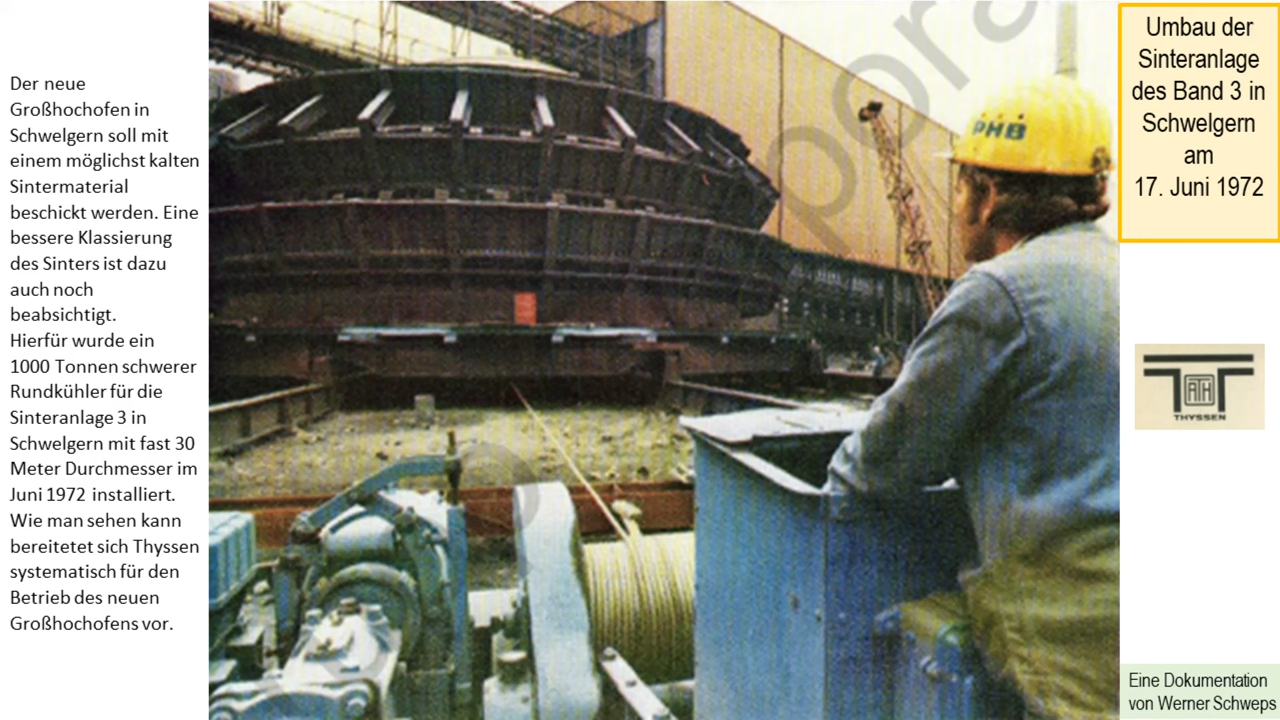 Der neue
Großhochofen in
Schwelgern soll mit
einem möglichst kalten
Sintermaterial
beschickt werden. Eine
bessere Klassierung
des Sinters ist dazu
auch noch
beabsichtigt.
Hierfür wurde ein
1000 Tonnen schwerer
Rundkühler für die
Sinteranlage 3 in
Schwelgern mit fast 30
Meter Durchmesser im
Juni 1972 installiert.
Wie man sehen kann
bereitetet sich Thyssen
systematisch für den
Betrieb des neuen
Großhochofens vor.
PHB
Umbau der
Sinteranlage
des Band 3 in
Schwelgern
am
17. Juni 1972
ATH
THYSSEN
Eine Dokumentation
von Werner Schweps